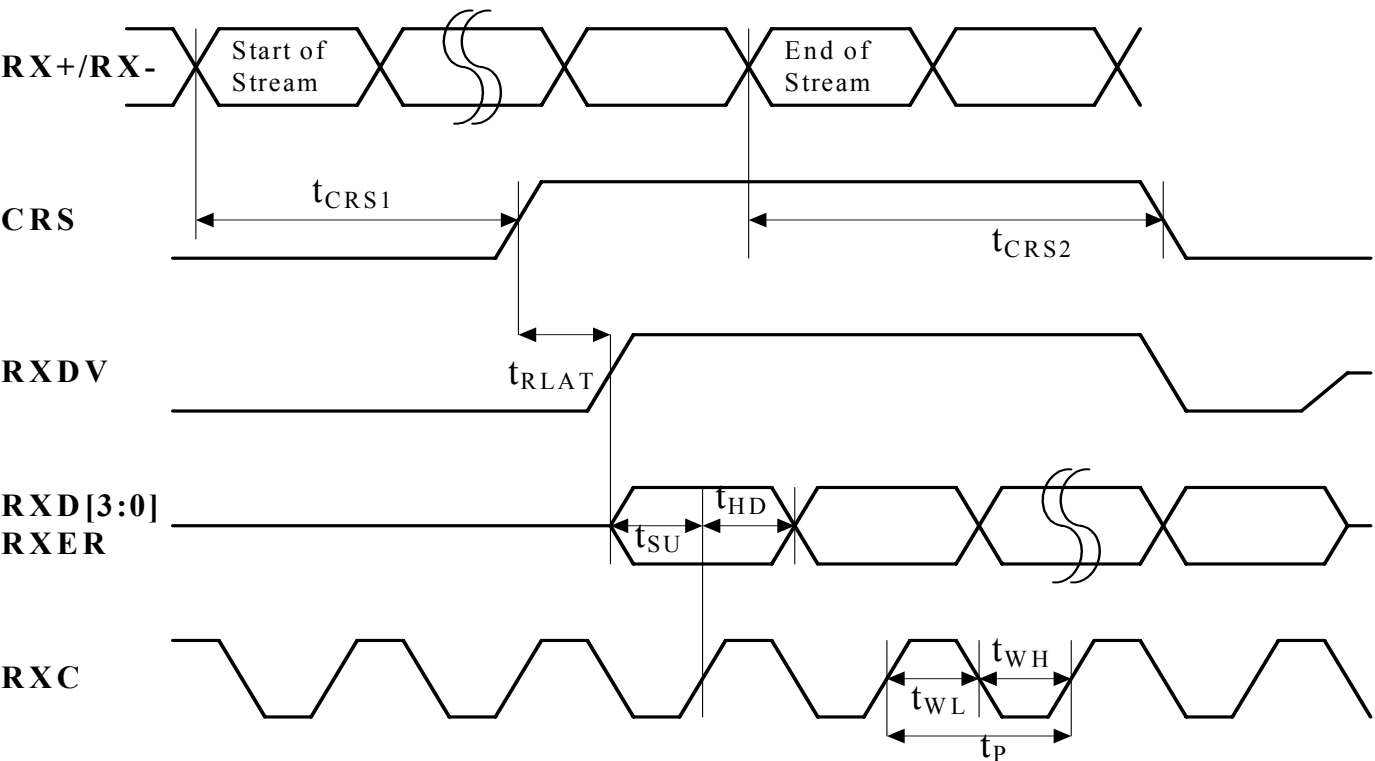 RX+/RX-
Start of
Stream
End of
Stream
CRS
tCRS1
tCRS2
RXDV
tRLAT
RXD[3:0]
RXER
tSU
tHD
RXC
tWL
tWH
tP